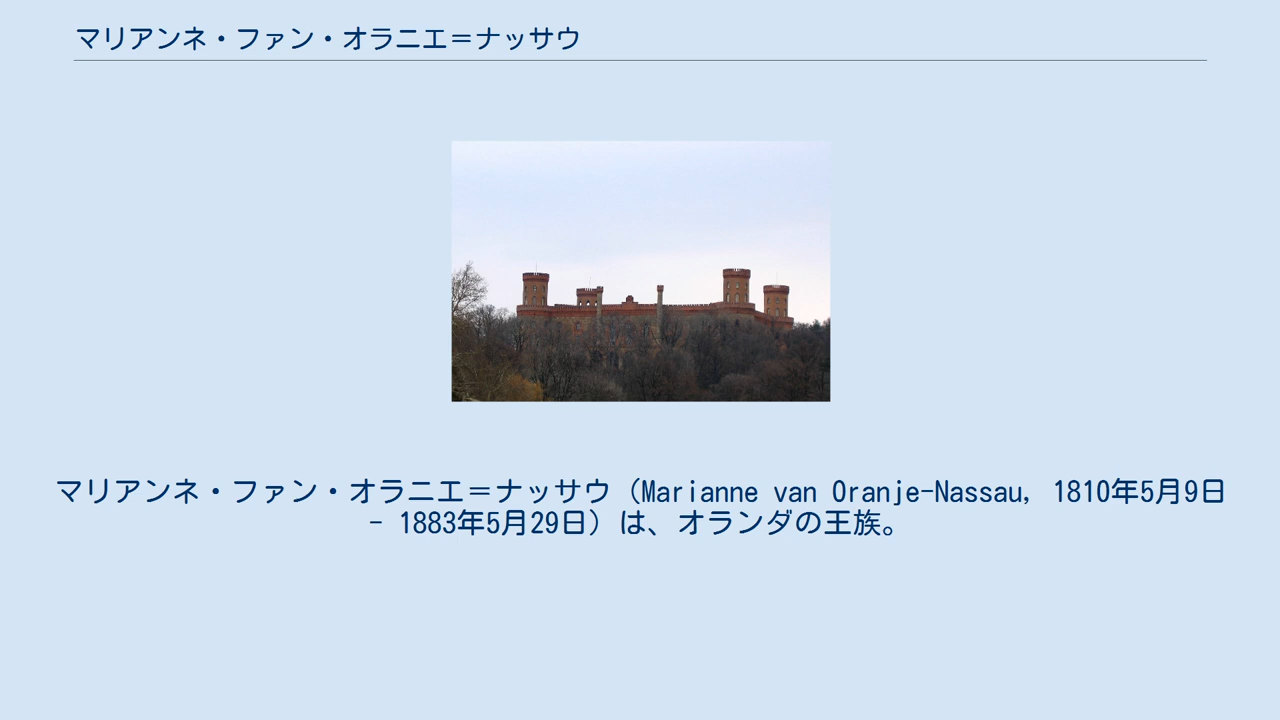 マリアンネ・ファン・オラニエ＝ナッサウ
マリアンネ・ファン・オラニエ＝ナッサウ（Marianne van Oranje-Nassau, 1810年5月9日
- 1883年5月29日）は、オランダの王族。